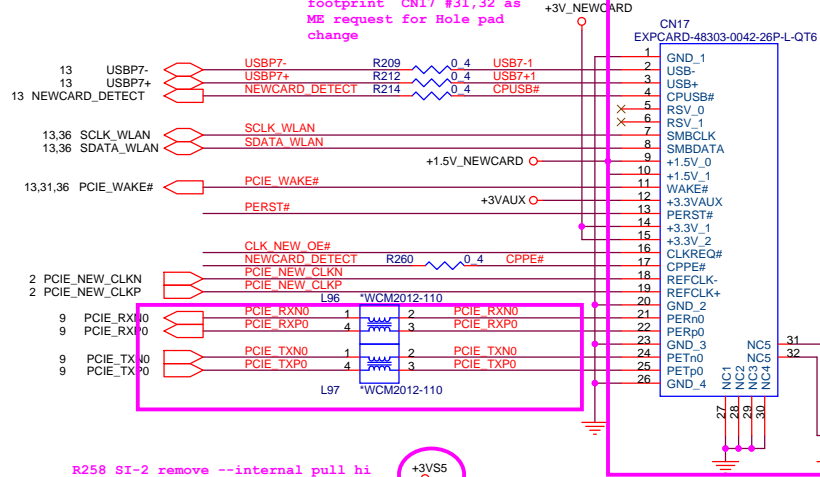 footprint CN17 #31,32 as
ME request for Hole pad
change
+3V_NEWCARD
CN17
EXPCARD-48303-0042-26P-L-QT6
1 GND_1
13 USBP7- USBP7- R209 0_4 USB7-1 2 USB-
13 USBP7+ USBP7+ R212 0_4 USB7+1 3 USB+
13 NEWCARD_DETECT NEWCARD_DETECT R214 0_4 CPUSB# 4 CPUSB#
5 RSV_0
6 RSV_1
13,36 SCLK_WLAN SCLK_WLAN 7 SMBCLK
13,36 SDATA_WLAN SDATA_WLAN 8 SMBDATA
+1.5V_NEWCARD 9 +1.5V_0
10 +1.5V_1
13,31,36 PCIE_WAKE# PCIE_WAKE# 11 WAKE#
+3VAUX 12 +3.3VAUX
PERST# 13 PERST#
14 +3.3V_1
15 +3.3V_2
CLK_NEW_OE# 16 CLKREQ#
NEWCARD_DETECT R260 0_4 CPPE# 17 CPPE#
2 PCIE_NEW_CLKN PCIE_NEW_CLKN 18 REFCLK-
2 PCIE_NEW_CLKP PCIE_NEW_CLKP 19 REFCLK+
L96 *WCM2012-110 20 GND_2
9 PCIE_RXN0 PCIE_RXN0 1 2 PCIE_RXN0 21 PERn0
9 PCIE_RXP0 PCIE_RXP0 4 3 PCIE_RXP0 22 PERp0
23 GND_3 NC5 31
9 PCIE_TXN0 PCIE_TXN0 1 2 PCIE_TXN0 24 PETn0 NC5 32
9 PCIE_TXP0 PCIE_TXP0 4 3 PCIE_TXP0 25 PETp0
26 GND_4
L97 *WCM2012-110
NC1 NC2 NC3 NC4
27 28 29 30
R258 SI-2 remove --internal pull hi
+3VS5